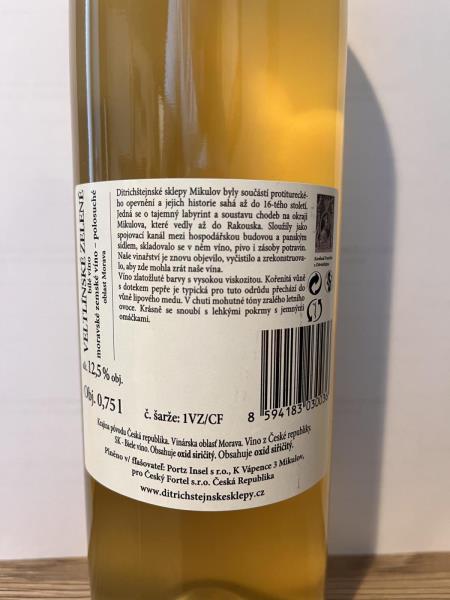 Ditrichštejnské sklepy Mikulov byly součástí protiturecké-
ho opevnění a jejich historie sahá až do 16-tého století.
Jedná se o tajemný labyrint a soustavu chodeb na okraji
Mikulova, které vedly až do Rakouska. Sloužily jako
spojovací kanál mezi hospodářskou budovou a panským
sídlem, skladovalo se v něm víno, pivo i zásoby potravin.
Naše vinařství je znovu objevilo, vyčistilo a zrekonstruova-
lo, aby zde mohla zrát naše vína.
Víno zlatožluté barvy s vysokou viskozitou. Kořenitá vůně
s dotekem pepře je typická pro tuto odrůdu přechází do
vůně lipového medu. V chuti mohutné tóny zralého letního
ovoce. Krásně se snoubí s lehkými pokrmy s jemnými
omáčkami.
VELTLÍNSKÉ ZELENÉ
bílé víno
moravské zemské víno – polosuché
oblast Morava
al. 12,5 % obj.
Obj. 0,75 l
č. šarže: 1VZ/CF
8 594183 030036
Krajina pôvodu Česká republika. Vinárska oblasť Morava. Víno z České republiky.
SK - Biele víno. Obsahuje oxid siričitý. Obsahuje oxid siřičitý.
Plněno v/ fľašovateľ: Portz Insel s r.o., K Vápence 3 Mikulov,
pro Český Fortel s.r.o. Česká Republika
www.ditrichstejnskesklepy.cz